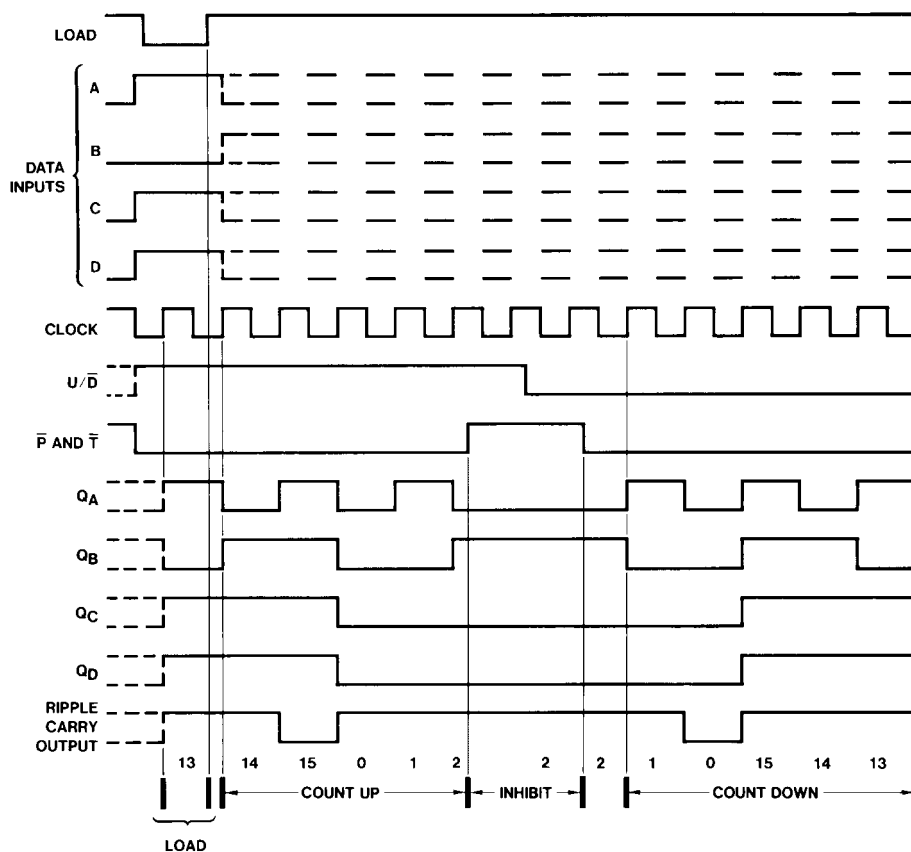 LOAD
A
B
DATA
INPUTS
C
D
CLOCK
U/D̅
P̅ AND T̅
QA
QB
QC
QD
RIPPLE
CARRY
OUTPUT
13 14 15 0 1 2 2 2 1 0 15 14 13
COUNT UP INHIBIT COUNT DOWN
LOAD